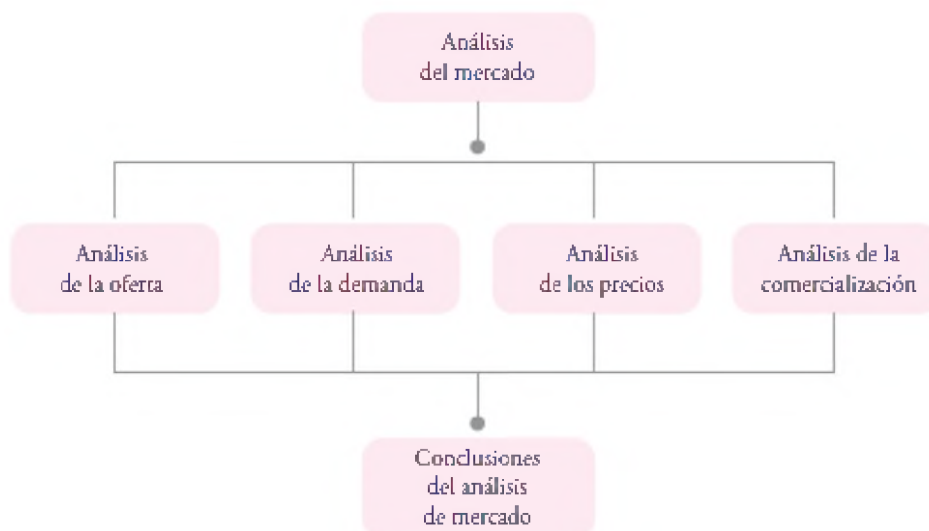 Análisis
del mercado
Análisis
de la oferta
Análisis
de la demanda
Análisis
de los precios
Análisis de la
comercialización
Conclusiones
del análisis
de mercado